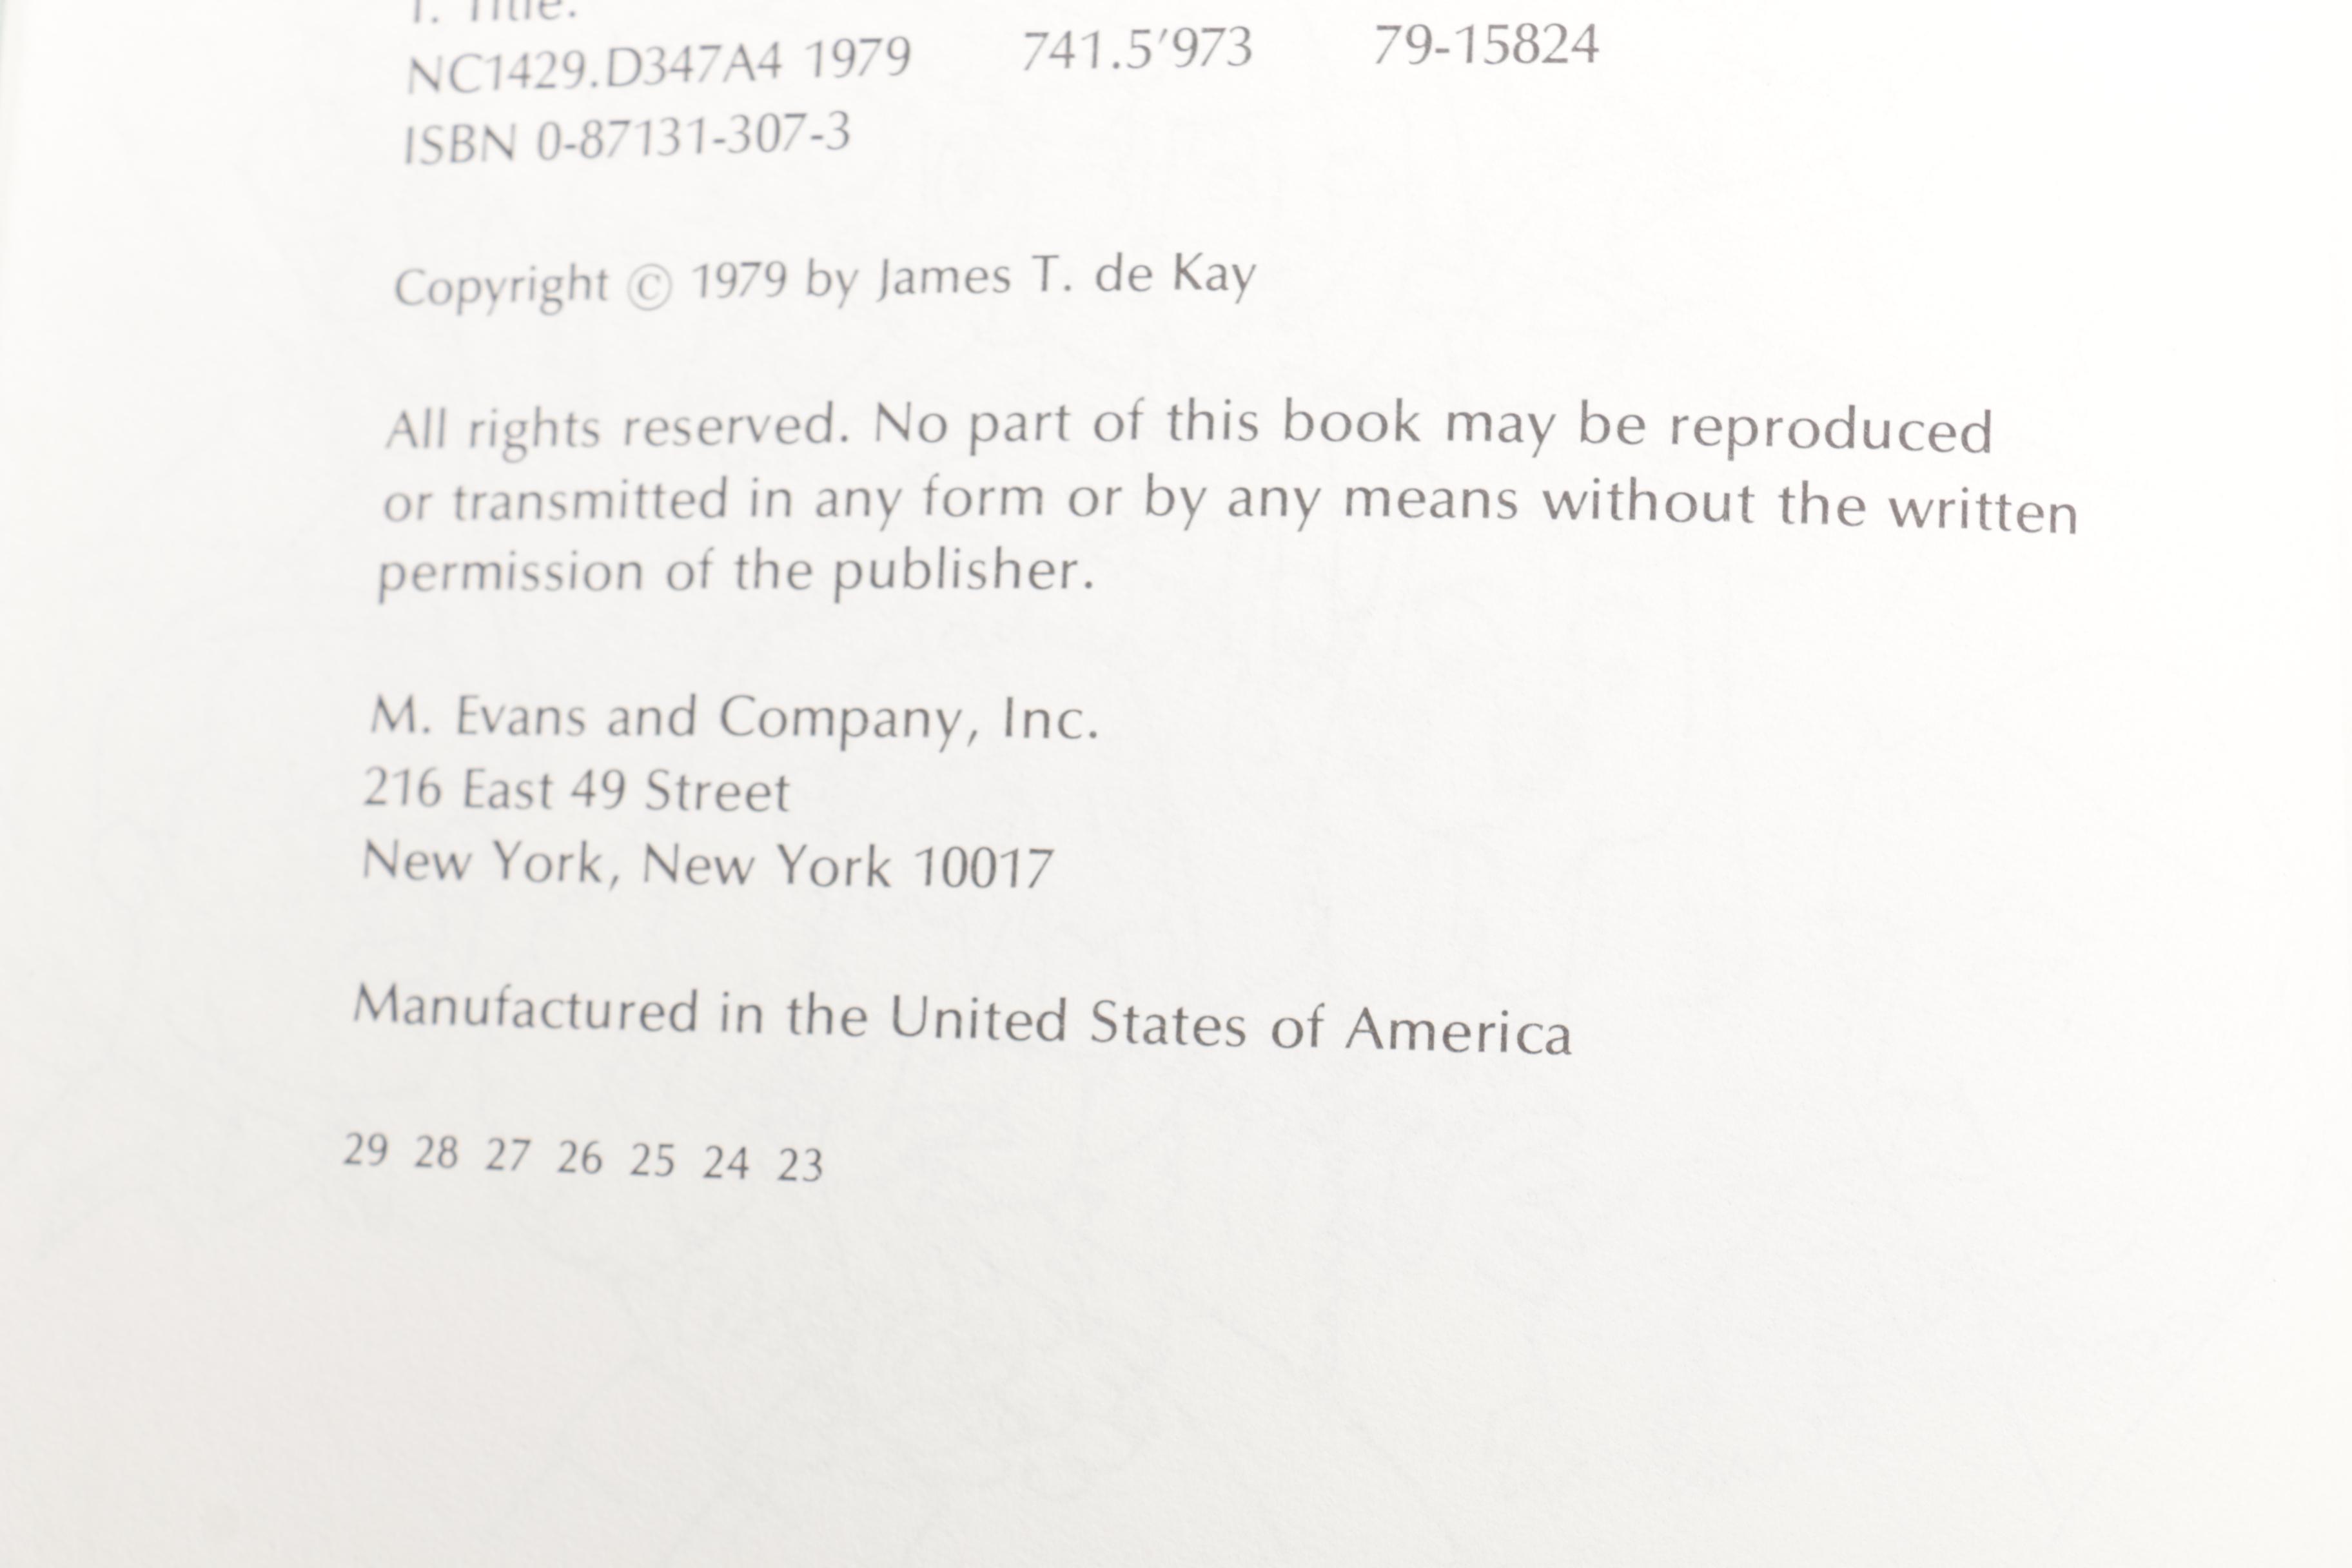 I. Title.
NC1429.D347A4 1979 741.5'973 79-15824
ISBN 0-87131-307-3
Copyright © 1979 by James T. de Kay
All rights reserved. No part of this book may be reproduced
or transmitted in any form or by any means without the written
permission of the publisher.
M. Evans and Company, Inc.
216 East 49 Street
New York, New York 10017
Manufactured in the United States of America
29 28 27 26 25 24 23